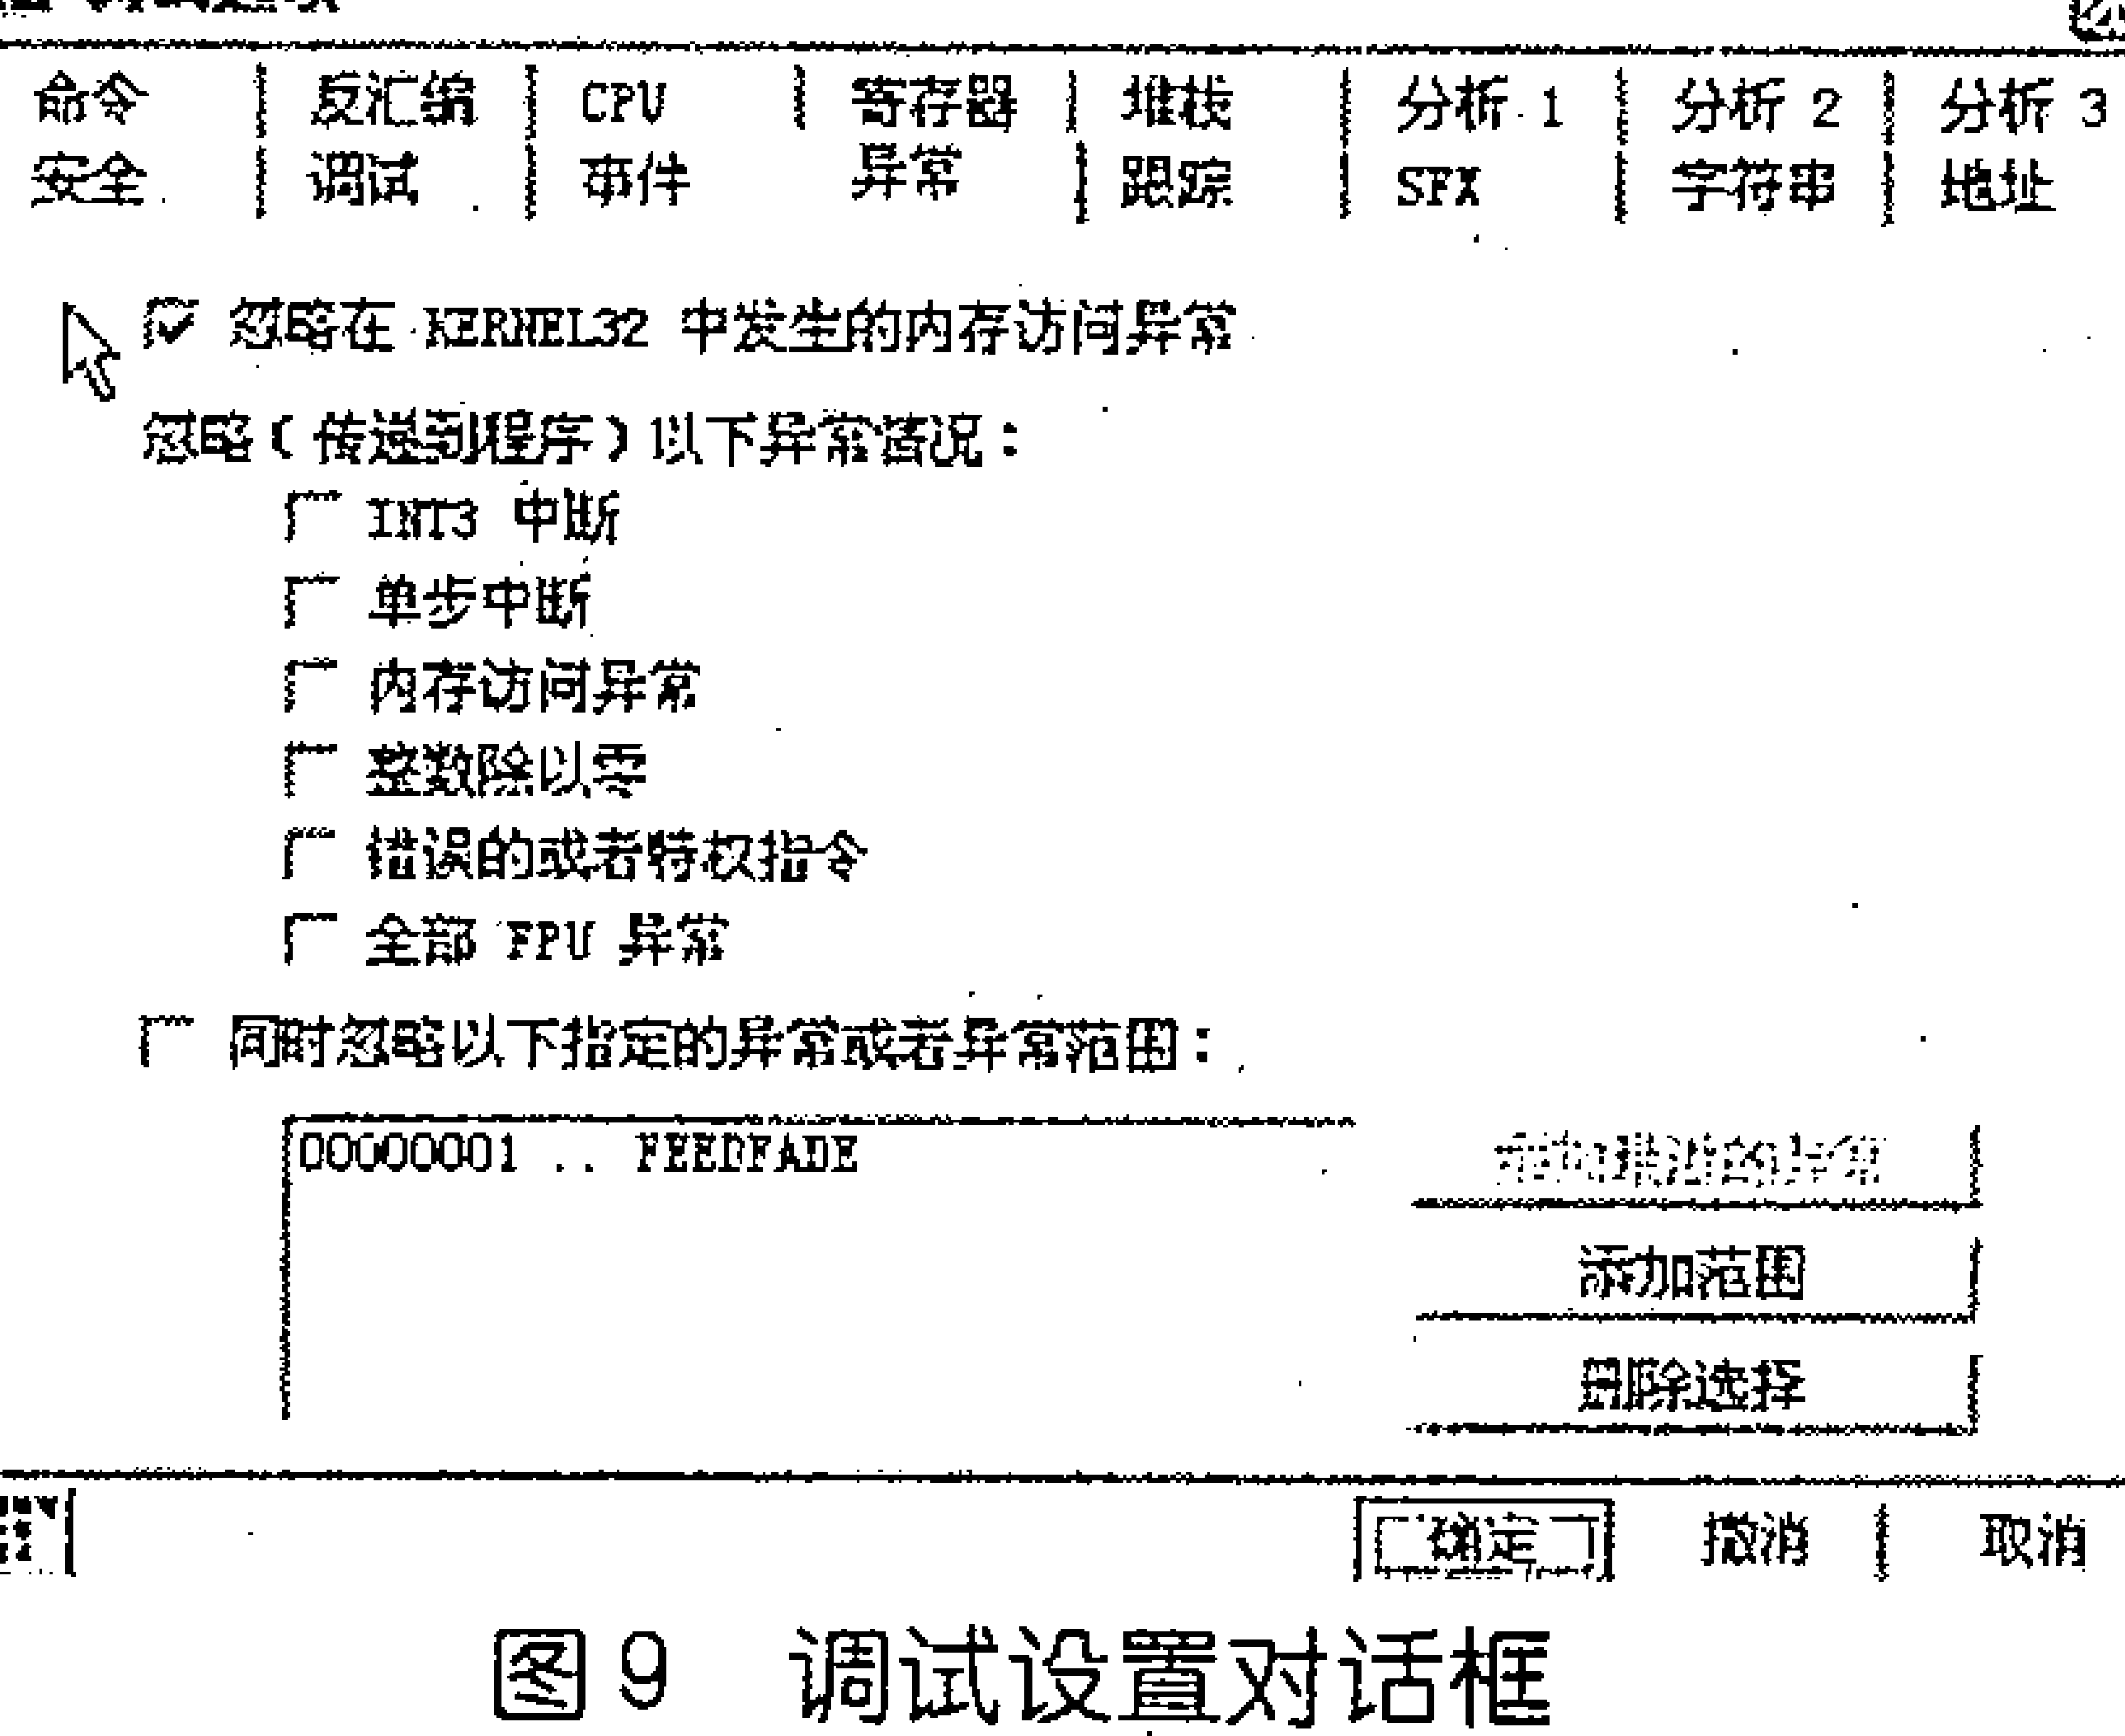 调试选项
命令 反汇编 CPU 寄存器 堆栈 分析 1 分析 2 分析 3
安全 调试 事件 异常 跟踪 SFX 字符串 地址
忽略在 KERNEL32 中发生的内存访问异常
忽略(传递到程序)以下异常情况:
INT3 中断
单步中断
内存访问异常
整数除以零
错误的或者特权指令
全部 FPU 异常
同时忽略以下指定的异常或者异常范围:
00000001 .. FEEDFADE
添加范围
删除选择
确定 撤消 取消
图 9 调试设置对话框